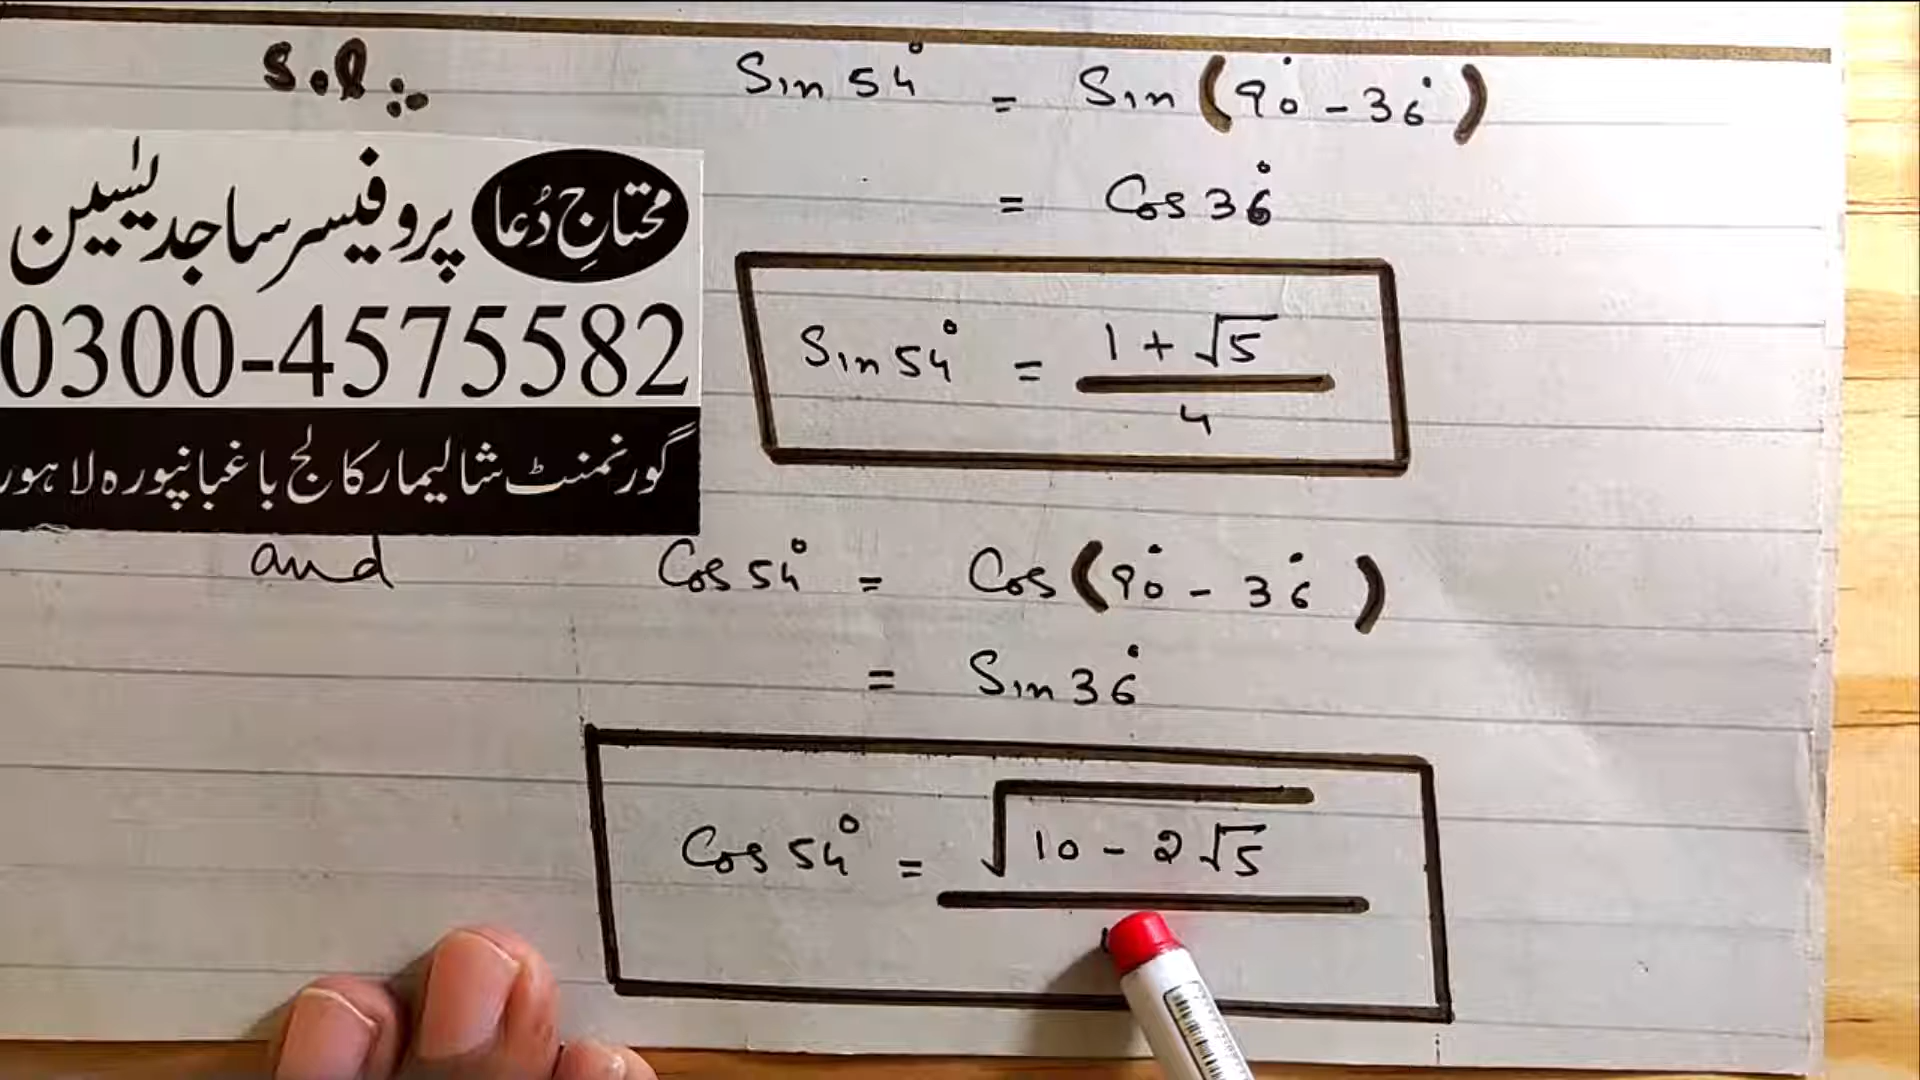 Sol:-
Sin 54° = Sin (90° - 36°)
= Cos 36°
محتاجِ دُعا پروفیسر ساجد یٰسین
0300-4575582
گورنمنٹ شالیمار کالج باغبانپورہ لاہور
Sin 54° = (1 + √5) / 4
and Cos 54° = Cos (90° - 36°)
= Sin 36°
Cos 54° = √(10 - 2√5)